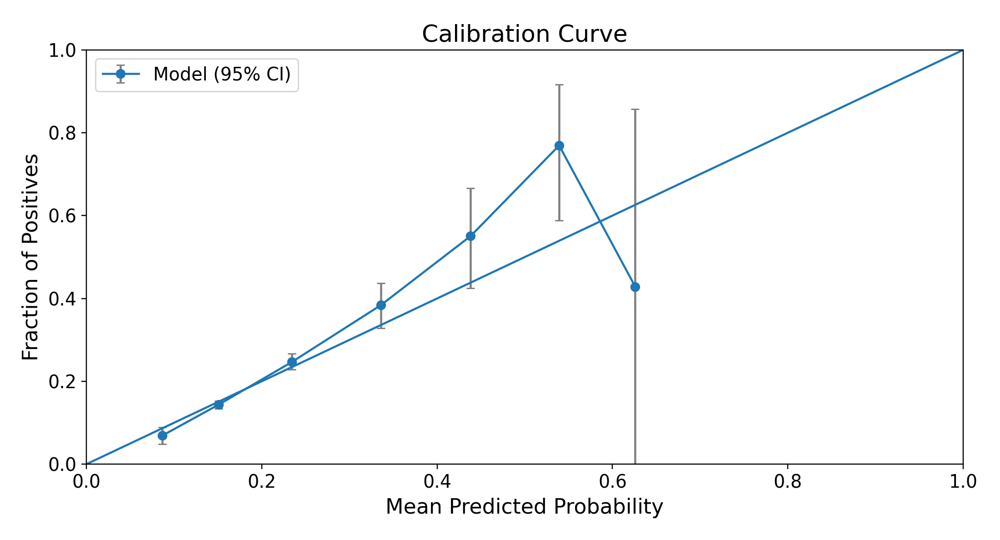 Calibration Curve
Model (95% CI)
Fraction of Positives
1.0
0.8
0.6
0.4
0.2
0.0
0.0 0.2 0.4 0.6 0.8 1.0
Mean Predicted Probability